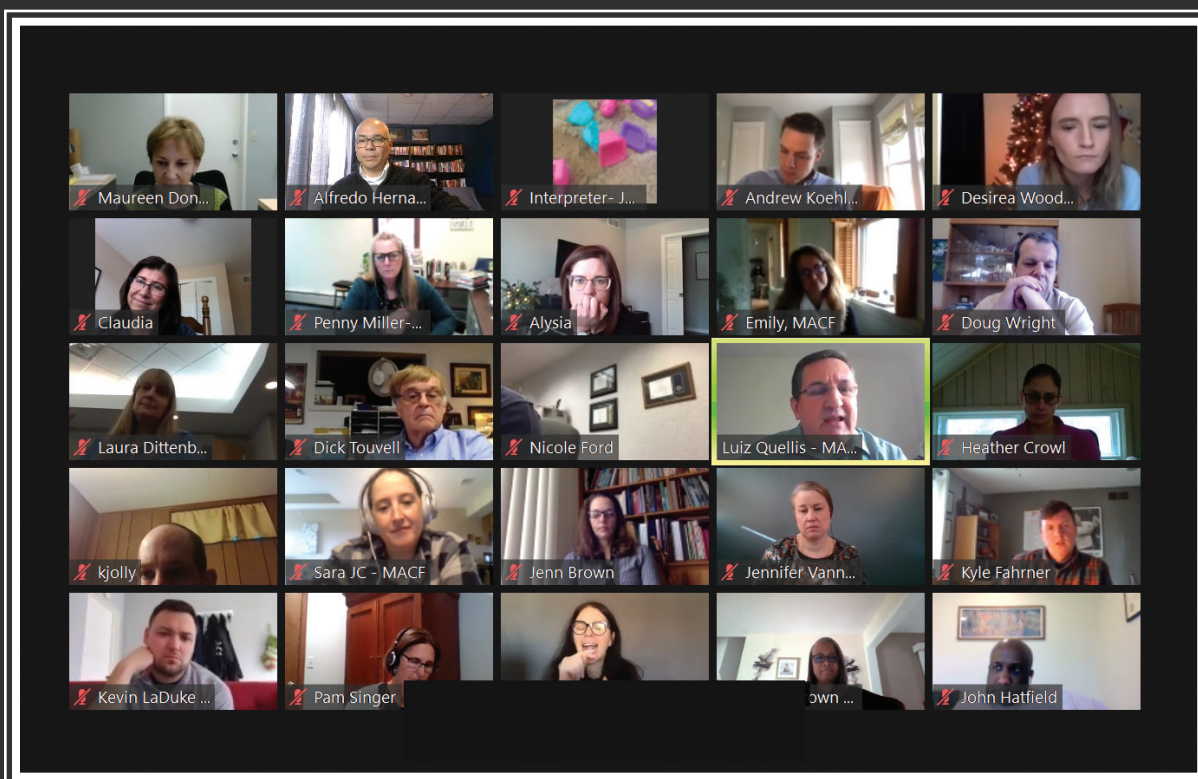 Maureen Don...
Alfredo Herna...
Interpreter- J...
Andrew Koehl...
Desirea Wood...
Claudia
Penny Miller-...
Alysia
Emily, MACF
Doug Wright
Laura Dittenb...
Dick Touvell
Nicole Ford
Luiz Quellis - MA...
Heather Crowl
kjolly
Sara JC - MACF
Jenn Brown
Jennifer Vann...
Kyle Fahrner
Kevin LaDuke ...
Pam Singer
own ...
John Hatfield